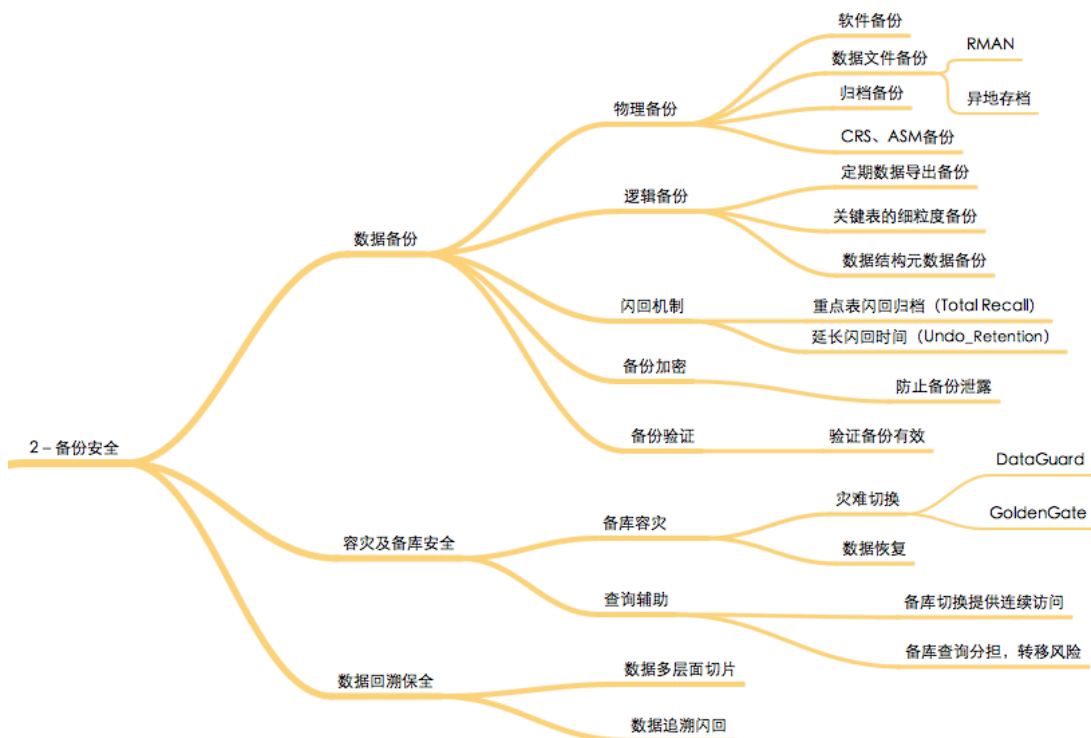 2 – 备份安全
数据备份
物理备份
软件备份
数据文件备份
RMAN
异地存档
归档备份
CRS、ASM备份
逻辑备份
定期数据导出备份
关键表的细粒度备份
数据结构元数据备份
闪回机制
重点表闪回归档（Total Recall）
延长闪回时间（Undo_Retention）
备份加密
防止备份泄露
备份验证
验证备份有效
容灾及备库安全
备库容灾
灾难切换
DataGuard
GoldenGate
数据恢复
查询辅助
备库切换提供连续访问
备库查询分担，转移风险
数据回溯保全
数据多层面切片
数据追溯闪回